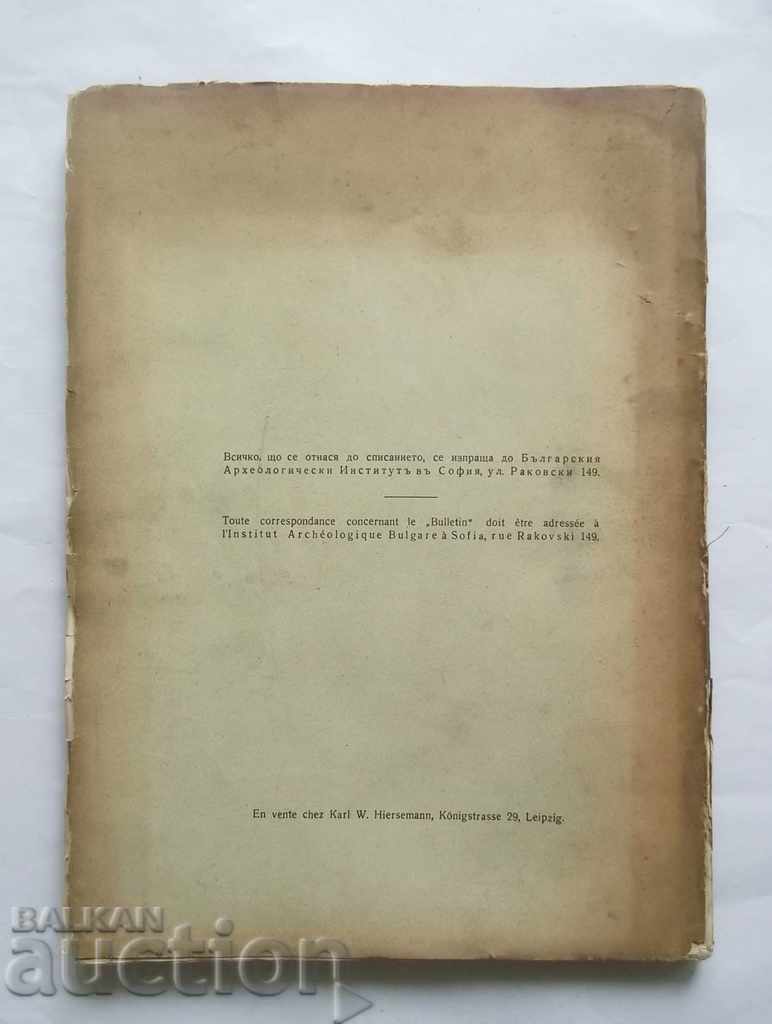 Всичко, що се отнася до списанието, се изпраща до Българския
Археологически Институтъ въ София, ул. Раковски 149.
Toute correspondance concernant le „Bulletin“ doit être adressée à
l'Institut Archéologique Bulgare à Sofia, rue Rakovski 149.
En vente chez Karl W. Hiersemann, Königstrasse 29, Leipzig.
BALKAN
auction